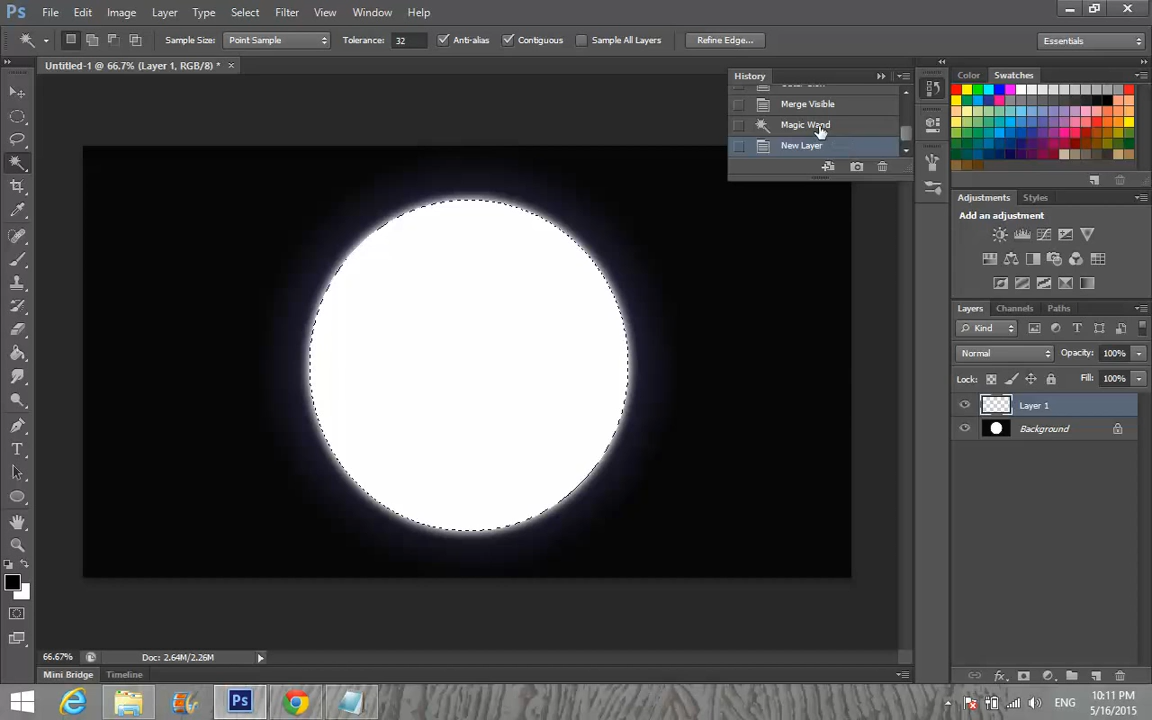 Ps File Edit Image Layer Type Select Filter View Window Help
Sample Size: Point Sample Tolerance: 32 Anti-alias Contiguous Sample All Layers Refine Edge... Essentials
Untitled-1 @ 66.7% (Layer 1, RGB/8) * ×
History
Merge Visible
Magic Wand
New Layer
Color Swatches
Adjustments Styles
Add an adjustment
Layers Channels Paths
Kind
Normal Opacity: 100%
Lock: Fill: 100%
Layer 1
Background
66.67% Doc: 2.64M/2.26M
Mini Bridge Timeline
Ps ENG 10:11 PM
5/16/2015